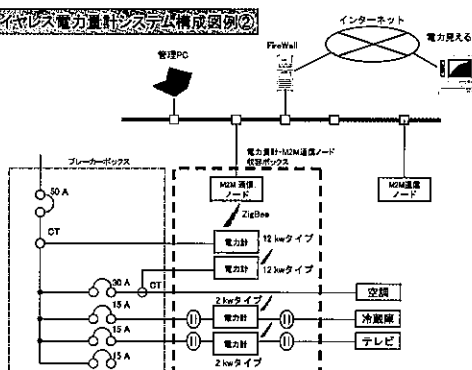 イヤレス電力量計システム構成図例②
インターネット
FireWall
電力見える
管理PC
ブレーカーボックス
電力量計・M2M通信ノード
収容ボックス
M2M通信
ノード
M2M通信
ノード
50 A
ZigBee
CT
電力計
12 kwタイプ
電力計
12 kwタイプ
30 A
CT
空調
15 A
2 kwタイプ
電力計
冷蔵庫
15 A
電力計
テレビ
15 A
2 kwタイプ